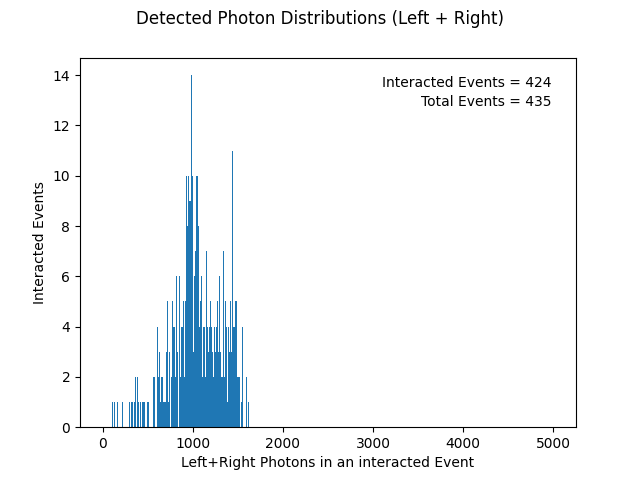 Detected Photon Distributions (Left + Right)
Interacted Events = 424
Total Events = 435
Interacted Events
14
12
10
8
6
4
2
0
0 1000 2000 3000 4000 5000
Left+Right Photons in an interacted Event